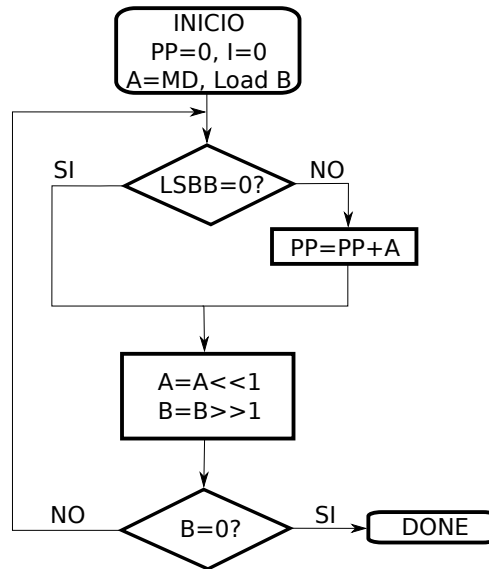 INICIO
PP=0, I=0
A=MD, Load B
SI
LSBB=0?
NO
PP=PP+A
A=A<<1
B=B>>1
NO
B=0?
SI
DONE